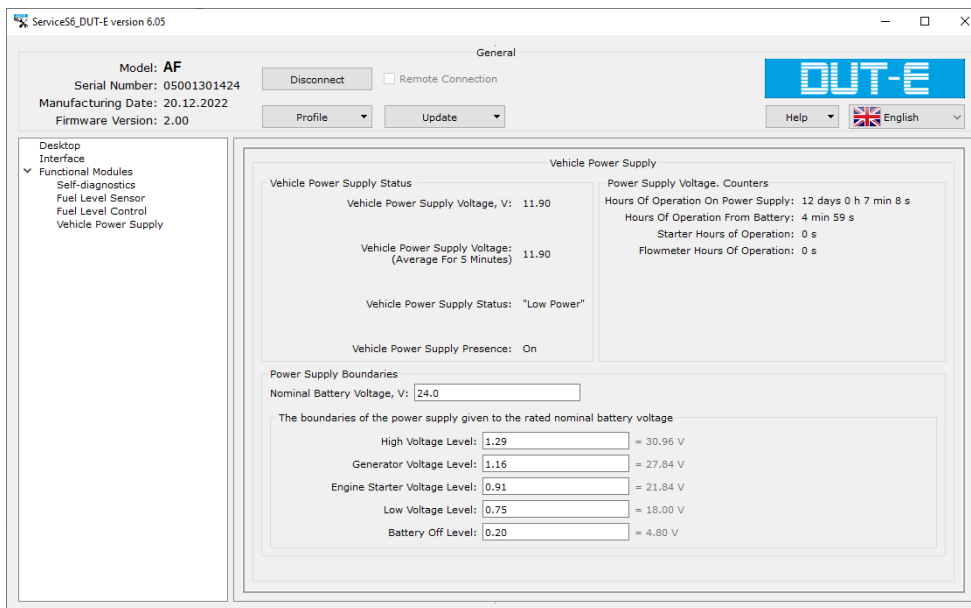 ServiceS6_DUT-E version 6.05
General
Model: AF
Serial Number: 05001301424
Manufacturing Date: 20.12.2022
Firmware Version: 2.00
Disconnect
Remote Connection
Profile
Update
DUT-E
Help
English
Desktop
Interface
Functional Modules
Self-diagnostics
Fuel Level Sensor
Fuel Level Control
Vehicle Power Supply
Vehicle Power Supply
Vehicle Power Supply Status
Vehicle Power Supply Voltage, V: 11.90
Vehicle Power Supply Voltage:
(Average For 5 Minutes) 11.90
Vehicle Power Supply Status: "Low Power"
Vehicle Power Supply Presence: On
Power Supply Voltage. Counters
Hours Of Operation On Power Supply: 12 days 0 h 7 min 8 s
Hours Of Operation From Battery: 4 min 59 s
Starter Hours of Operation: 0 s
Flowmeter Hours Of Operation: 0 s
Power Supply Boundaries
Nominal Battery Voltage, V: 24.0
The boundaries of the power supply given to the rated nominal battery voltage
High Voltage Level: 1.29 = 30.96 V
Generator Voltage Level: 1.16 = 27.84 V
Engine Starter Voltage Level: 0.91 = 21.84 V
Low Voltage Level: 0.75 = 18.00 V
Battery Off Level: 0.20 = 4.80 V